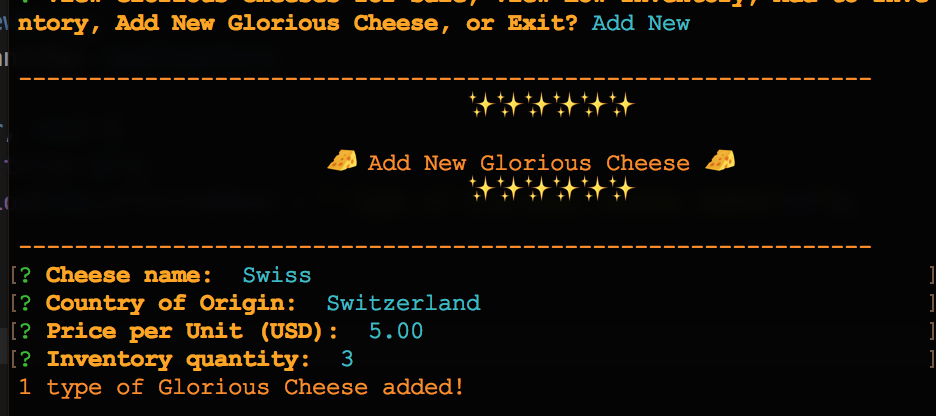 ntory, Add New Glorious Cheese, or Exit? Add New
------------------------------------------------------------
✨✨✨✨✨✨
🧀 Add New Glorious Cheese 🧀
✨✨✨✨✨✨
------------------------------------------------------------
[? Cheese name:  Swiss ]
[? Country of Origin:  Switzerland ]
[? Price per Unit (USD):  5.00 ]
[? Inventory quantity:  3 ]
1 type of Glorious Cheese added!